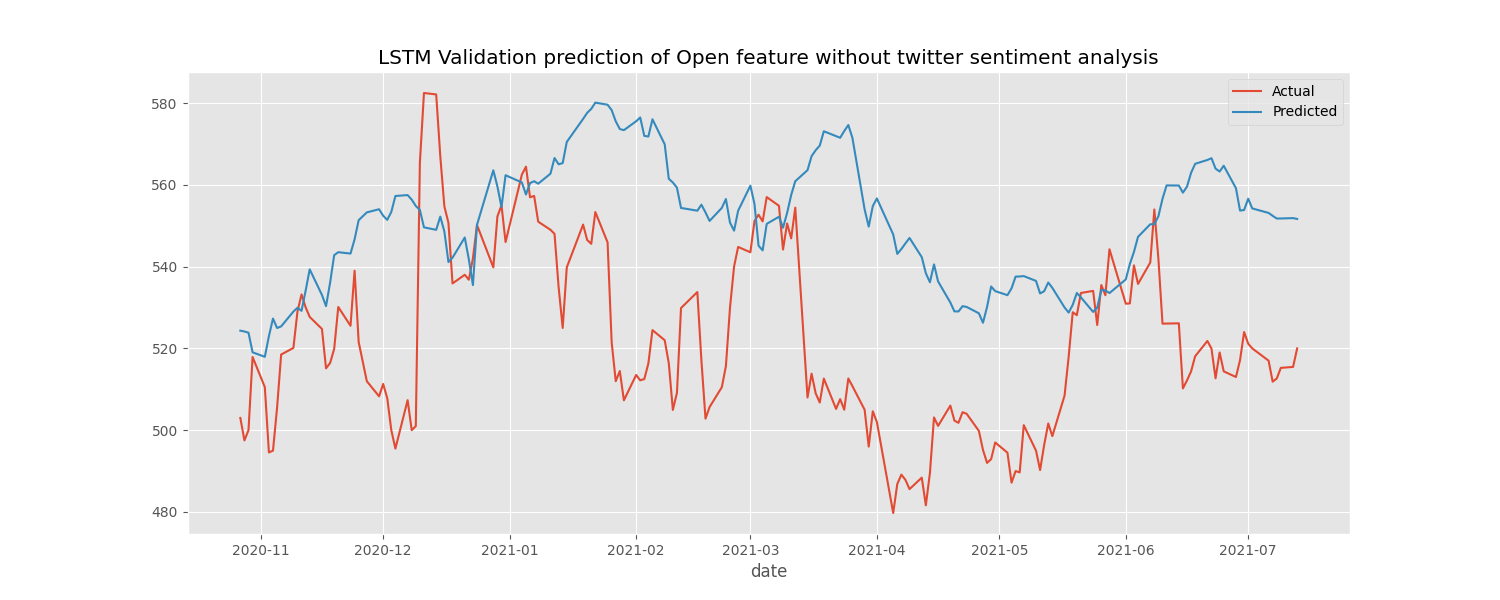 LSTM Validation prediction of Open feature without twitter sentiment analysis
Actual
Predicted
580
560
540
520
500
480
2020-11 2020-12 2021-01 2021-02 2021-03 2021-04 2021-05 2021-06 2021-07
date